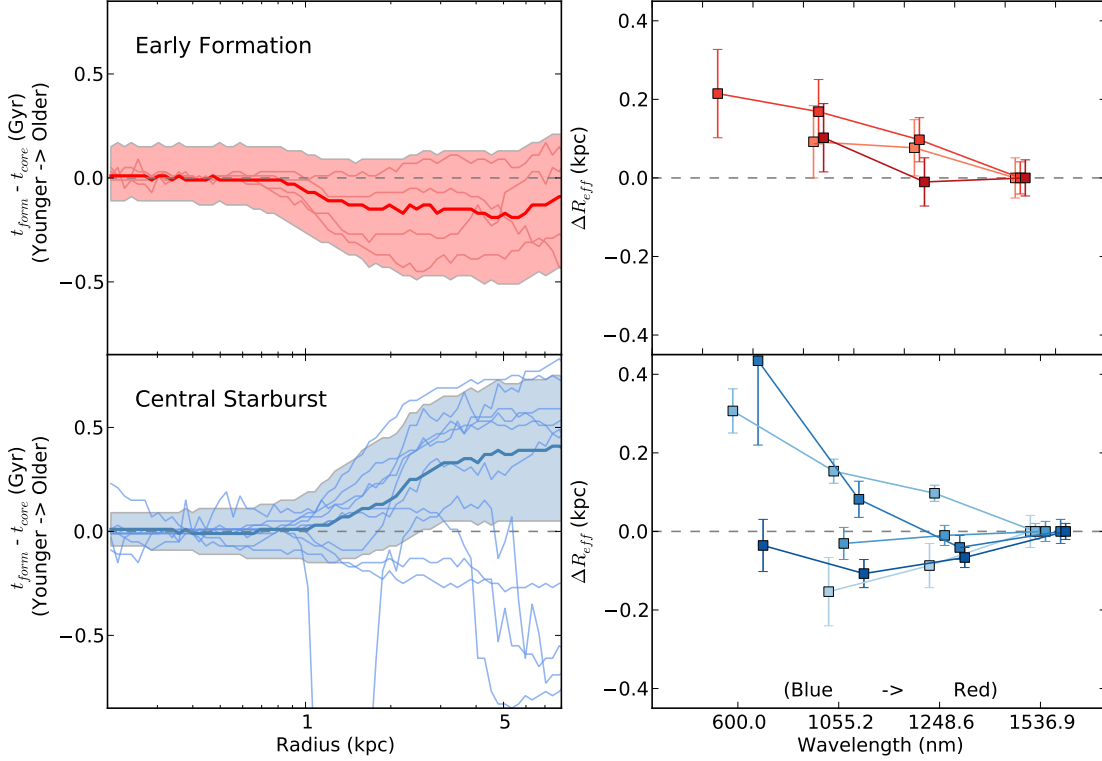 Early Formation
0.5
0.0
−0.5
t_form - t_core (Gyr)
(Younger -> Older)
0.4
0.2
0.0
−0.2
−0.4
ΔR_eff (kpc)
Central Starburst
0.5
0.0
−0.5
t_form - t_core (Gyr)
(Younger -> Older)
1
5
Radius (kpc)
0.4
0.2
0.0
−0.2
−0.4
ΔR_eff (kpc)
(Blue -> Red)
600.0
1055.2
1248.6
1536.9
Wavelength (nm)